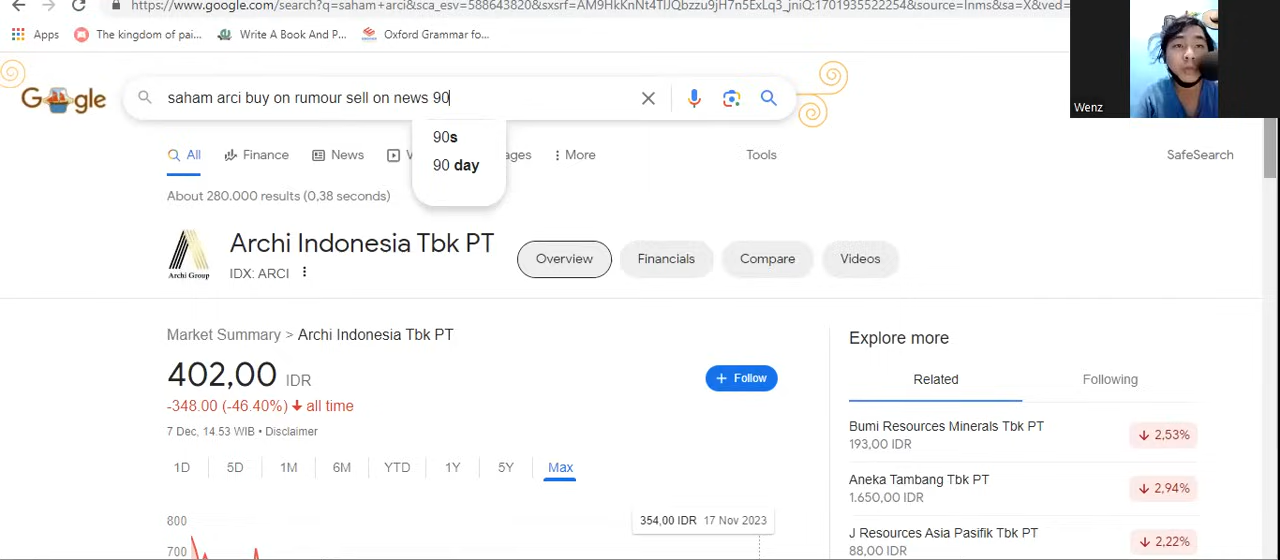 https://www.google.com/search?q=saham+arci&sca_esv=588643820&sxsrf=AM9HkKnNt4TlJQbzzu9jH7n5ExLq3_jniQ:1701935522254&source=lnms&sa=X&ved=
Apps The kingdom of pai... Write A Book And P... Oxford Grammar fo...
Wenz
Google saham arci buy on rumour sell on news 90
90s
90 day
All Finance News V ages More Tools SafeSearch
About 280.000 results (0,38 seconds)
Archi Indonesia Tbk PT
Archi Group IDX: ARCI
Overview Financials Compare Videos
Market Summary > Archi Indonesia Tbk PT
402,00 IDR
+ Follow
-348.00 (-46.40%) all time
7 Dec, 14.53 WIB • Disclaimer
1D 5D 1M 6M YTD 1Y 5Y Max
800
354,00 IDR 17 Nov 2023
700
Explore more
Related Following
Bumi Resources Minerals Tbk PT
193,00 IDR
2,53%
Aneka Tambang Tbk PT
1.650,00 IDR
2,94%
J Resources Asia Pasifik Tbk PT
88,00 IDR
2,22%